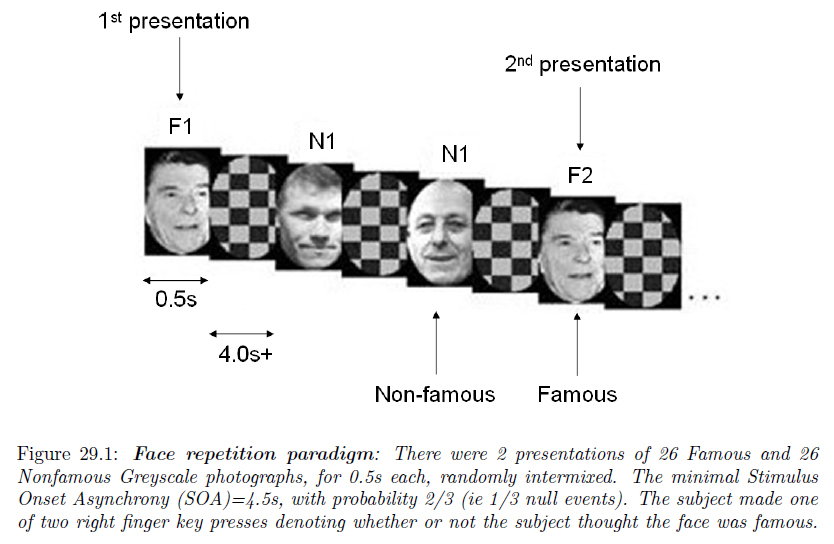 1st presentation
2nd presentation
F1
N1
N1
F2
0.5s
4.0s+
...
Non-famous
Famous
Figure 29.1: Face repetition paradigm: There were 2 presentations of 26 Famous and 26
Nonfamous Greyscale photographs, for 0.5s each, randomly intermixed. The minimal Stimulus
Onset Asynchrony (SOA)=4.5s, with probability 2/3 (ie 1/3 null events). The subject made one
of two right finger key presses denoting whether or not the subject thought the face was famous.